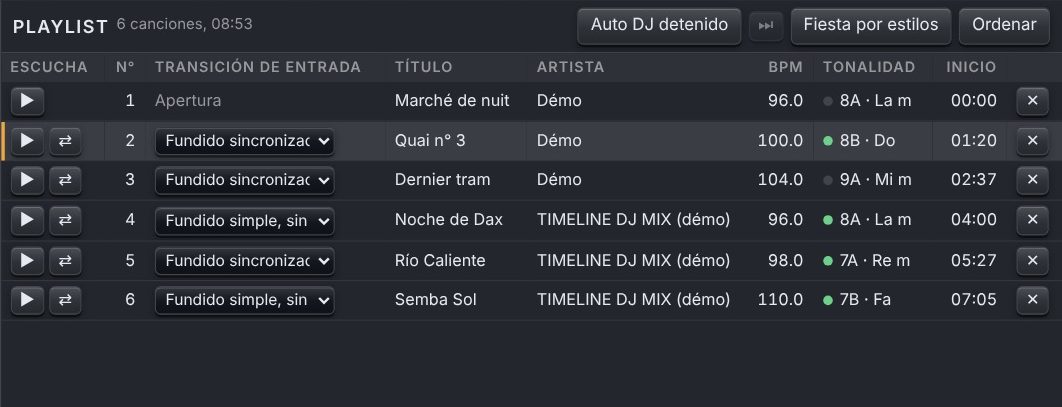 PLAYLIST 6 canciones, 08:53 Auto DJ detenido Fiesta por estilos Ordenar
ESCUCHA N° TRANSICIÓN DE ENTRADA TÍTULO ARTISTA BPM TONALIDAD INICIO
1 Apertura Marché de nuit Démo 96.0 8A · La m 00:00
2 Fundido sincronizac Quai n° 3 Démo 100.0 8B · Do 01:20
3 Fundido sincronizac Dernier tram Démo 104.0 9A · Mi m 02:37
4 Fundido simple, sin Noche de Dax TIMELINE DJ MIX (démo) 96.0 8A · La m 04:00
5 Fundido sincronizac Río Caliente TIMELINE DJ MIX (démo) 98.0 7A · Re m 05:27
6 Fundido simple, sin Semba Sol TIMELINE DJ MIX (démo) 110.0 7B · Fa 07:05